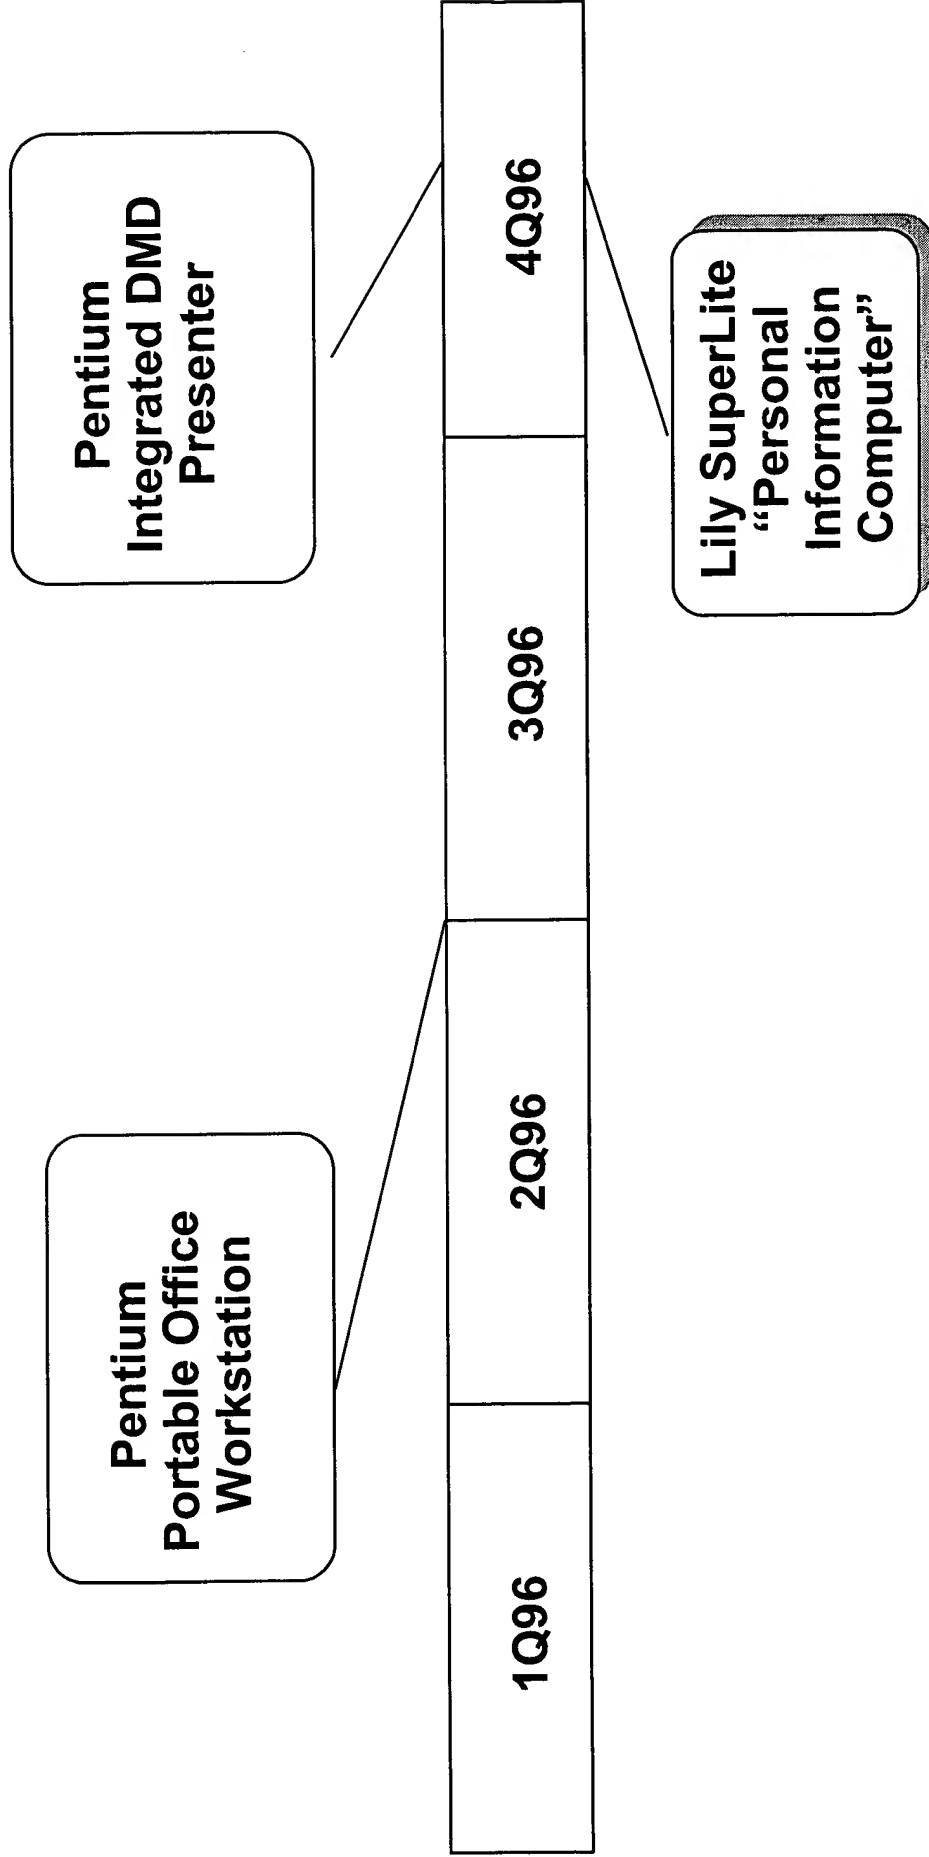 Pentium
Portable Office
Workstation
Pentium
Integrated DMD
Presenter
1Q96
2Q96
3Q96
4Q96
Lily SuperLite
“Personal
Information
Computer”